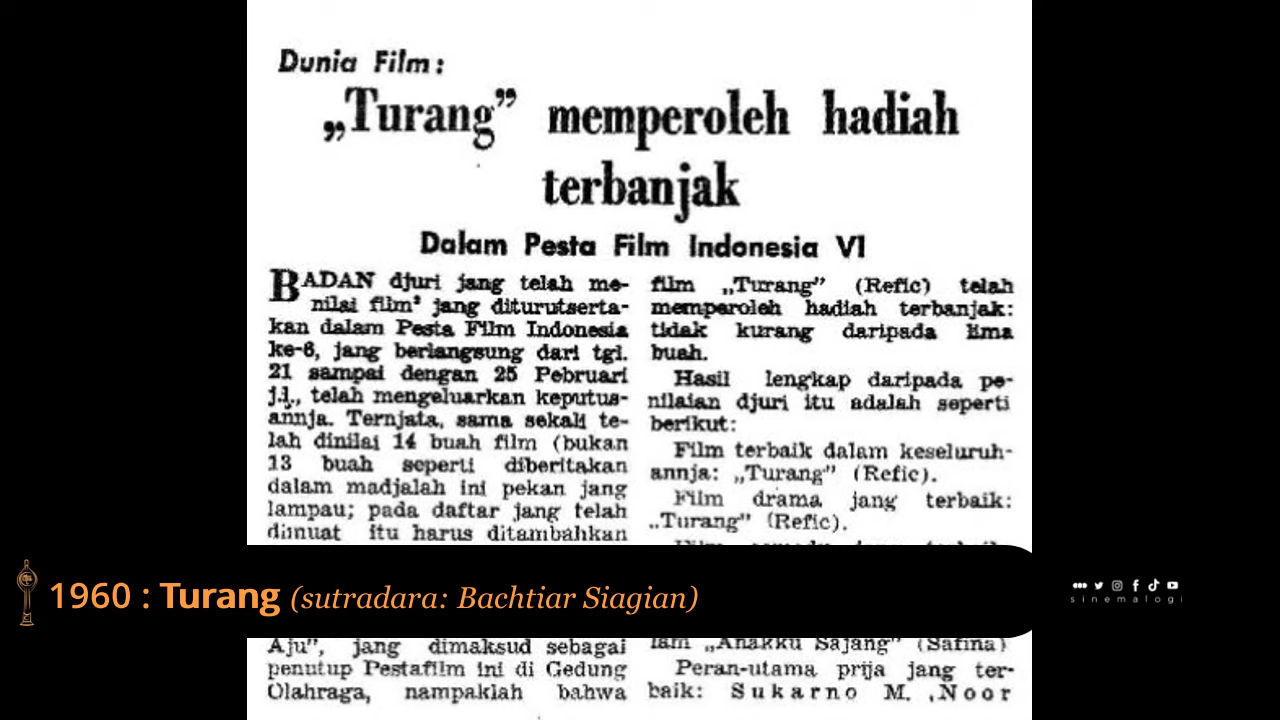 Dunia Film:
„Turang” memperoleh hadiah
terbanjak
Dalam Pesta Film Indonesia VI
BADAN djuri jang telah me-
nilai film² jang diturutserta-
kan dalam Pesta Film Indonesia
ke-6, jang berlangsung dari tgl.
21 sampai dengan 25 Pebruari
j.l., telah mengeluarkan keputus-
annja. Ternjata, sama sekali te-
lah dinilai 14 buah film (bukan
13 buah seperti diberitakan
dalam madjalah ini pekan jang
lampau; pada daftar jang telah
dimuat itu harus ditambahkan
Aju”, jang dimaksud sebagai
penutup Pestafilm ini di Gedung
Olahraga, nampaklah bahwa
film „Turang” (Refic) telah
memperoleh hadiah terbanjak:
tidak kurang daripada lima
buah.
Hasil lengkap daripada pe-
nilaian djuri itu adalah seperti
berikut:
Film terbaik dalam keseluruh-
annja: „Turang” (Refic).
Film drama jang terbaik:
„Turang” (Refic).
lam „Anakku Sajang” (Safina)
Peran-utama prija jang ter-
baik: Sukarno M. Noor
1960 : Turang (sutradara: Bachtiar Siagian)
sinemalogi